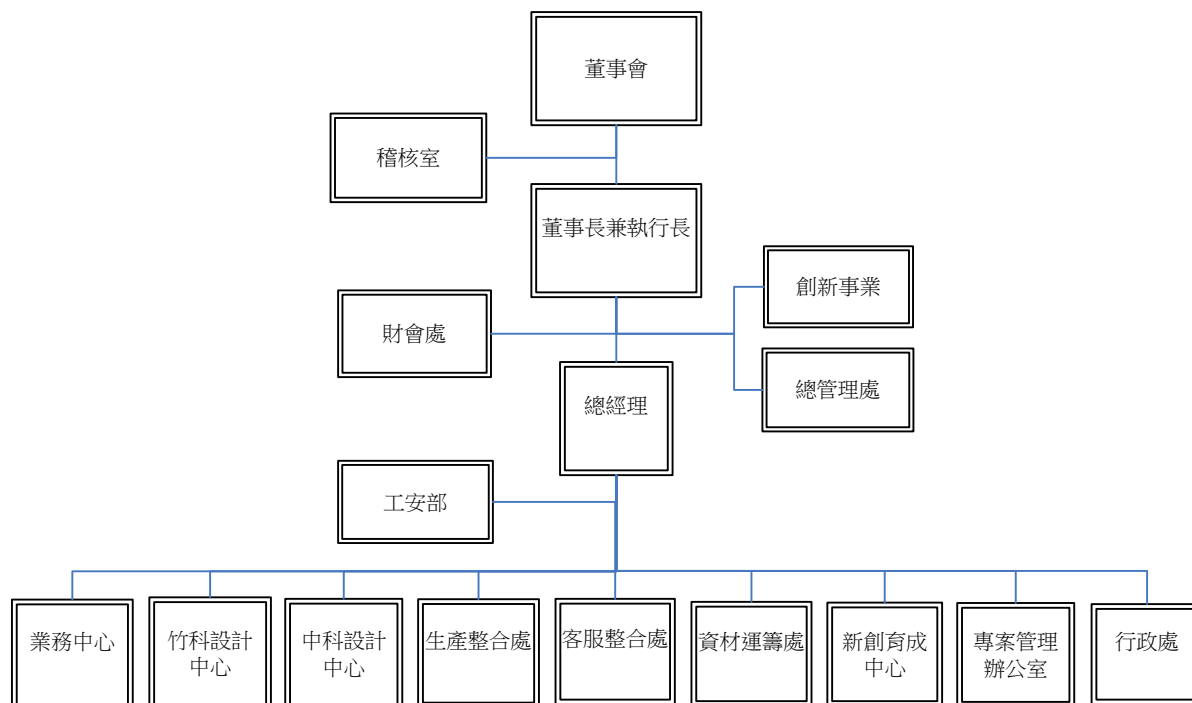 董事會
稽核室
董事長兼執行長
創新事業
財會處
總管理處
總經理
工安部
業務中心
竹科設計
中心
中科設計
中心
生產整合處
客服整合處
資材運籌處
新創育成
中心
專案管理
辦公室
行政處